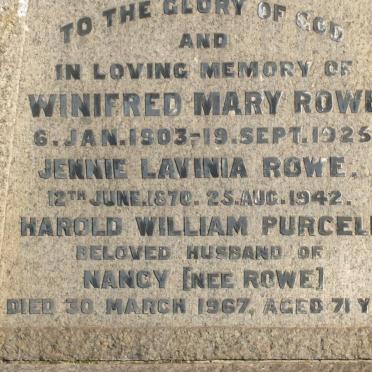 TO THE GLORY OF GOD
AND
IN LOVING MEMORY OF
WINIFRED MARY ROWE
6. JAN. 1903-19. SEPT. 1925
JENNIE LAVINIA ROWE.
12TH JUNE. 1870. 25. AUG. 1942.
HAROLD WILLIAM PURCELL
BELOVED HUSBAND OF
NANCY [NEE ROWE]
DIED 30 MARCH 1967, AGED 71 Y